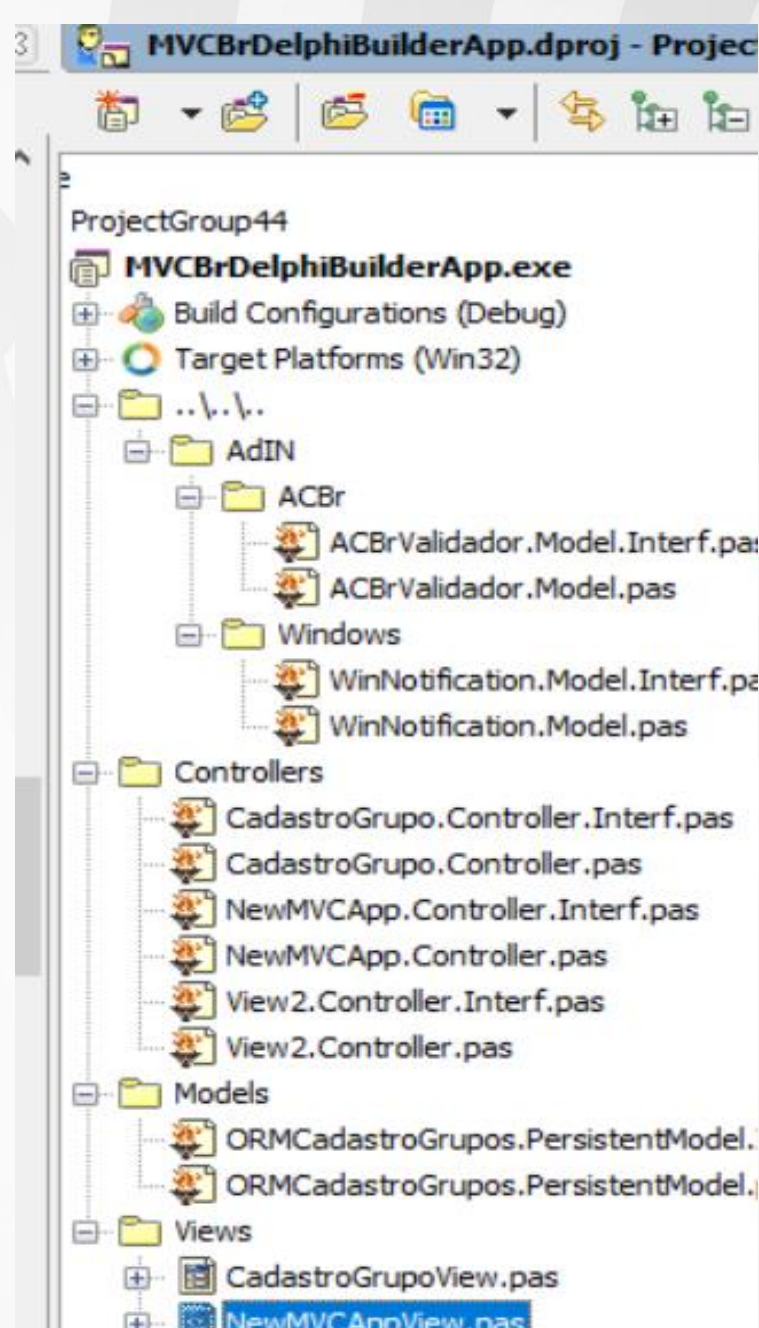 3
MVCBrDelphiBuilderApp.dproj - Project
e
ProjectGroup44
MVCBrDelphiBuilderApp.exe
Build Configurations (Debug)
Target Platforms (Win32)
..\..\..
AdIN
ACBr
ACBrValidador.Model.Interf.pas
ACBrValidador.Model.pas
Windows
WinNotification.Model.Interf.pa
WinNotification.Model.pas
Controllers
CadastroGrupo.Controller.Interf.pas
CadastroGrupo.Controller.pas
NewMVCApp.Controller.Interf.pas
NewMVCApp.Controller.pas
View2.Controller.Interf.pas
View2.Controller.pas
Models
ORMCadastroGrupos.PersistentModel.
ORMCadastroGrupos.PersistentModel.
Views
CadastroGrupoView.pas
NewMVCAppView.pas